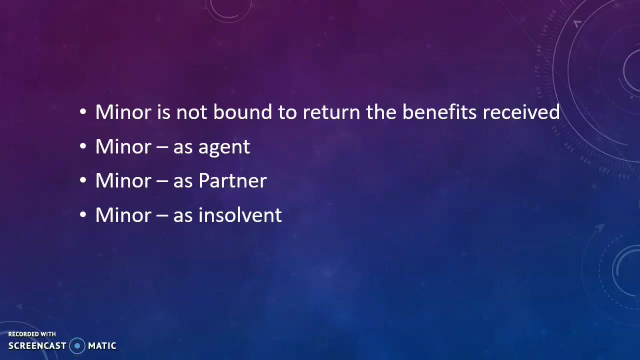 • Minor is not bound to return the benefits received
• Minor – as agent
• Minor – as Partner
• Minor – as insolvent
RECORDED WITH
SCREENCAST MATIC